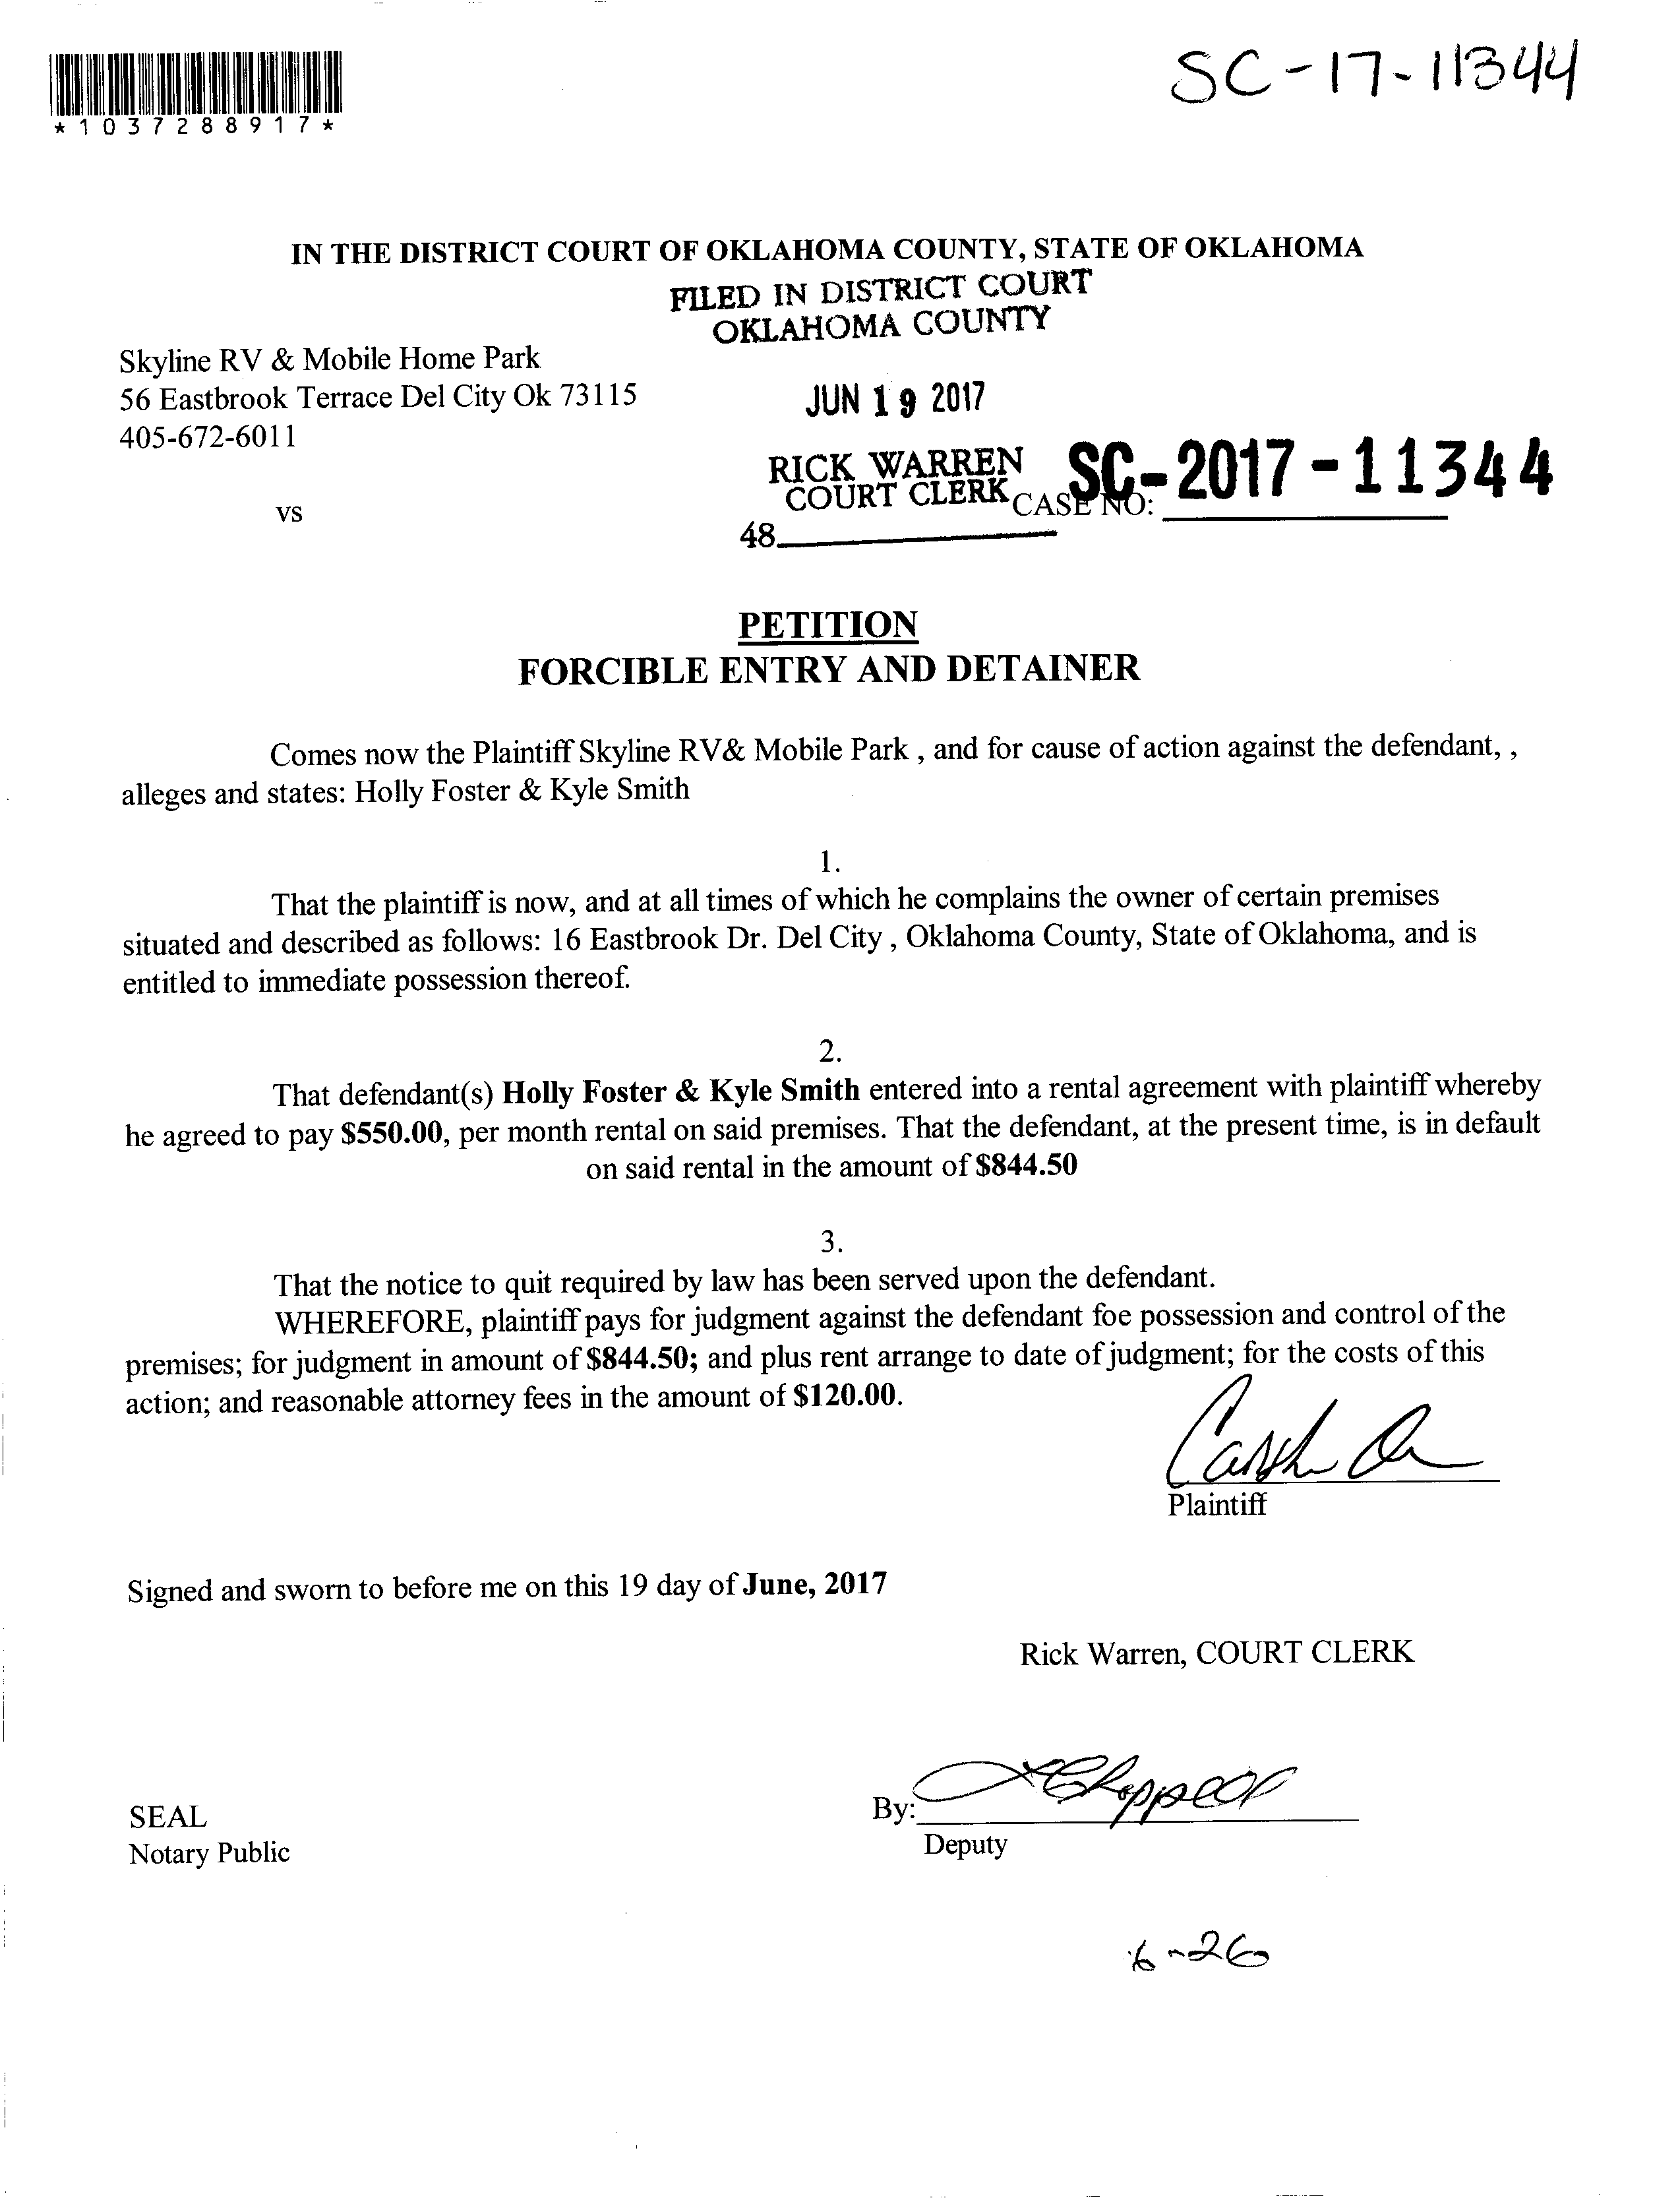 SC-17-11344
*1037288917*
IN THE DISTRICT COURT OF OKLAHOMA COUNTY, STATE OF OKLAHOMA
FILED IN DISTRICT COURT
OKLAHOMA COUNTY
Skyline RV & Mobile Home Park
56 Eastbrook Terrace Del City Ok 73115
405-672-6011
JUN 19 2017
RICK WARREN
COURT CLERK
CASE NO: SC-2017-11344
vs
48
PETITION
FORCIBLE ENTRY AND DETAINER
Comes now the Plaintiff Skyline RV& Mobile Park , and for cause of action against the defendant, ,
alleges and states: Holly Foster & Kyle Smith
1.
That the plaintiff is now, and at all times of which he complains the owner of certain premises
situated and described as follows: 16 Eastbrook Dr. Del City , Oklahoma County, State of Oklahoma, and is
entitled to immediate possession thereof.
2.
That defendant(s) Holly Foster & Kyle Smith entered into a rental agreement with plaintiff whereby
he agreed to pay $550.00, per month rental on said premises. That the defendant, at the present time, is in default
on said rental in the amount of $844.50
3.
That the notice to quit required by law has been served upon the defendant.
WHEREFORE, plaintiff pays for judgment against the defendant foe possession and control of the
premises; for judgment in amount of $844.50; and plus rent arrange to date of judgment; for the costs of this
action; and reasonable attorney fees in the amount of $120.00.
Plaintiff
Signed and sworn to before me on this 19 day of June, 2017
Rick Warren, COURT CLERK
SEAL
By:
Notary Public
Deputy
6-26